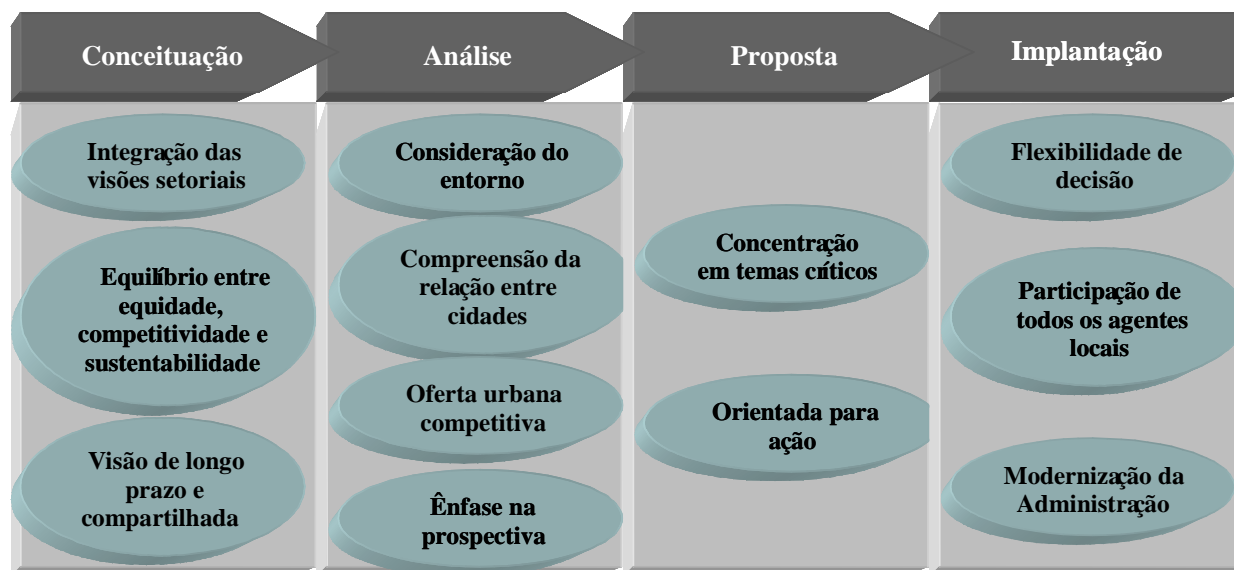 Conceituação
Integração das
visões setoriais
Equilíbrio entre
equidade,
competitividade e
sustentabilidade
Visão de longo
prazo e
compartilhada
Análise
Consideração do
entorno
Compreensão da
relação entre
cidades
Oferta urbana
competitiva
Ênfase na
prospectiva
Proposta
Concentração
em temas críticos
Orientada para
ação
Implantação
Flexibilidade de
decisão
Participação de
todos os agentes
locais
Modernização da
Administração